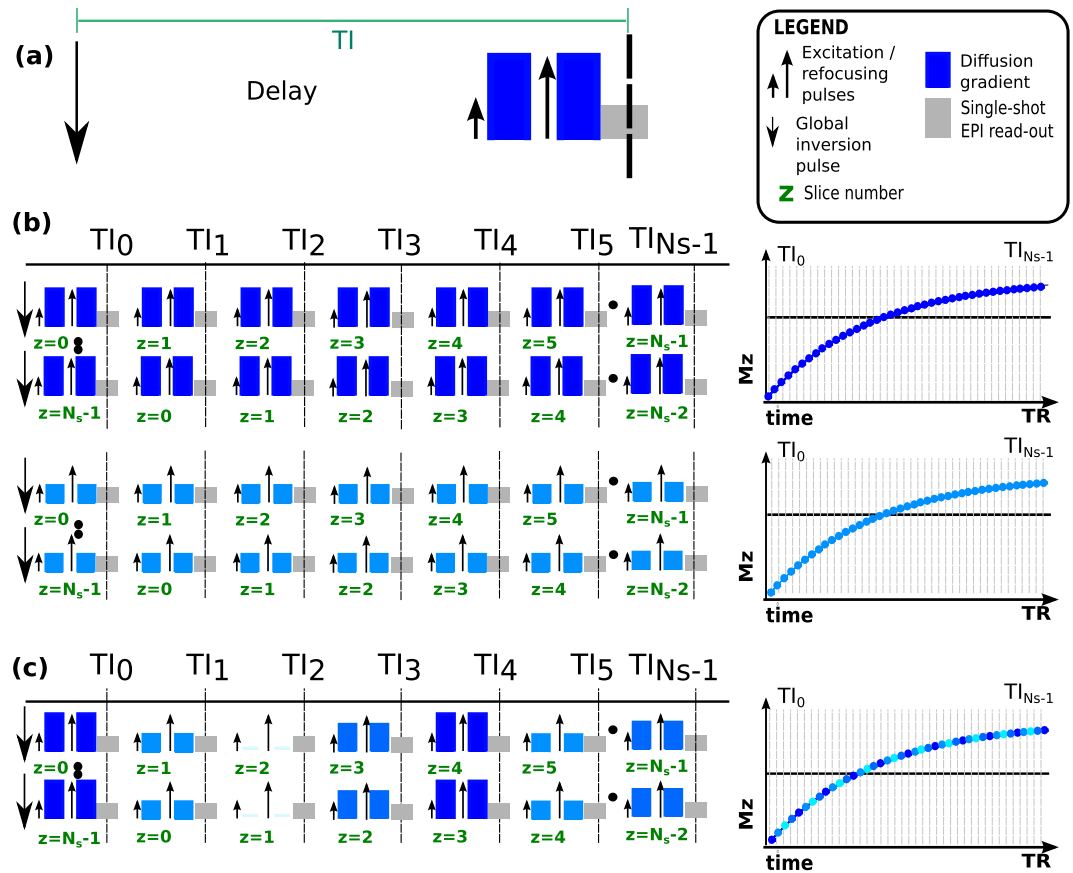 (a)
TI
Delay
LEGEND
Excitation /
refocusing
pulses
Global
inversion
pulse
Z Slice number
Diffusion
gradient
Single-shot
EPI read-out
(b)
TI0 TI1 TI2 TI3 TI4 TI5 TINs-1
z=0 z=1 z=2 z=3 z=4 z=5 z=Ns-1
z=Ns-1 z=0 z=1 z=2 z=3 z=4 z=Ns-2
z=0 z=1 z=2 z=3 z=4 z=5 z=Ns-1
z=Ns-1 z=0 z=1 z=2 z=3 z=4 z=Ns-2
TI0 TINs-1
Mz
time TR
TI0 TINs-1
Mz
time TR
(c)
TI0 TI1 TI2 TI3 TI4 TI5 TINs-1
z=0 z=1 z=2 z=3 z=4 z=5 z=Ns-1
z=Ns-1 z=0 z=1 z=2 z=3 z=4 z=Ns-2
TI0 TINs-1
Mz
time TR